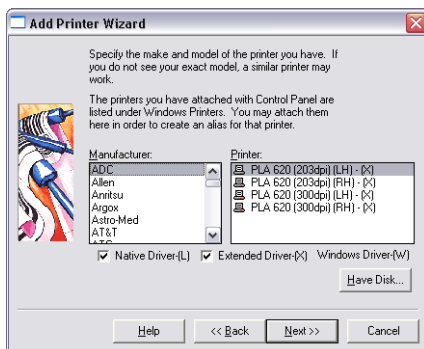 Add Printer Wizard
Specify the make and model of the printer you have. If
you do not see your exact model, a similar printer may
work.
The printers you have attached with Control Panel are
listed under Windows Printers. You may attach them
here in order to create an alias for that printer.
Manufacturer:
ADC
Allen
Anritsu
Argox
Astro-Med
AT&T
Printer:
PLA 620 (203dpi) (LH) - (X)
PLA 620 (203dpi) (RH) - (X)
PLA 620 (300dpi) (LH) - (X)
PLA 620 (300dpi) (RH) - (X)
Native Driver-(L) Extended Driver-(X) Windows Driver-(W)
Have Disk...
Help << Back Next >> Cancel